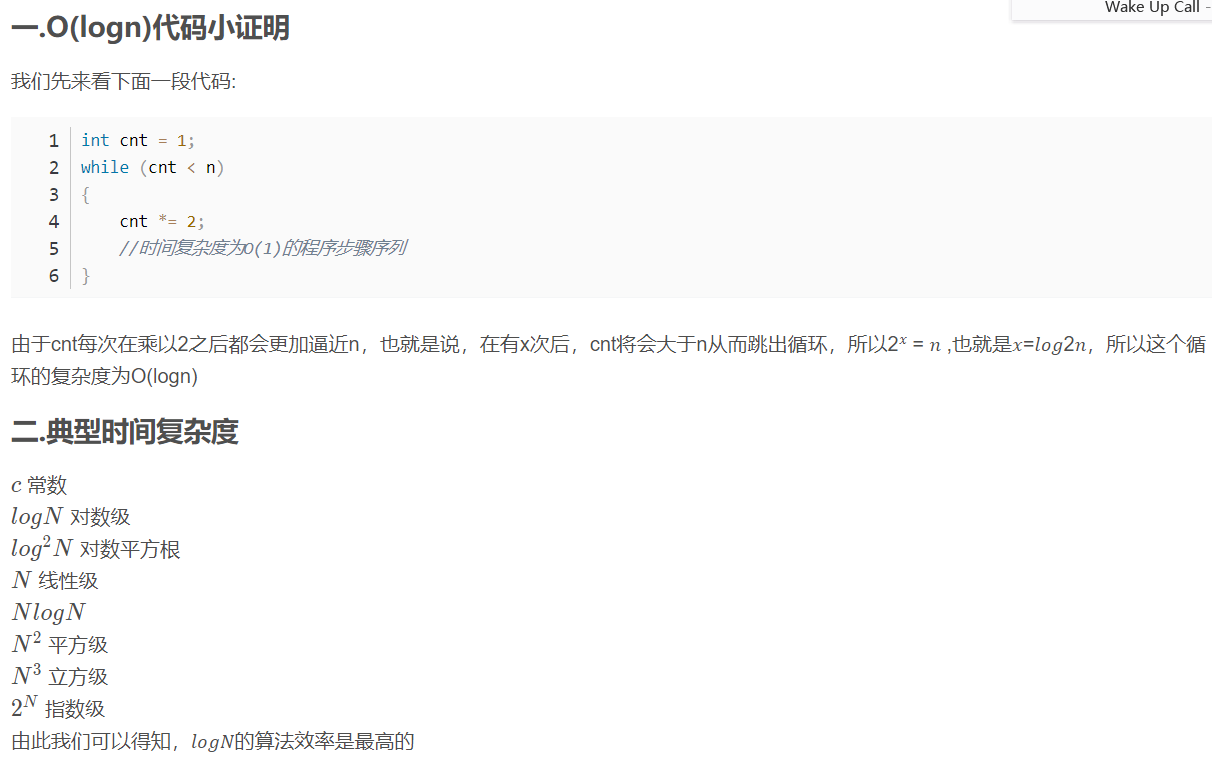 Wake Up Call -
一.O(logn)代码小证明
我们先来看下面一段代码:
1 int cnt = 1;
2 while (cnt < n)
3 {
4     cnt *= 2;
5     //时间复杂度为O(1)的程序步骤序列
6 }
由于cnt每次在乘以2之后都会更加逼近n，也就是说，在有x次后，cnt将会大于n从而跳出循环，所以2ˣ = n ,也就是x=log2n，所以这个循
环的复杂度为O(logn)
二.典型时间复杂度
c 常数
logN 对数级
log²N 对数平方根
N 线性级
NlogN
N² 平方级
N³ 立方级
2ᴺ 指数级
由此我们可以得知，logN的算法效率是最高的